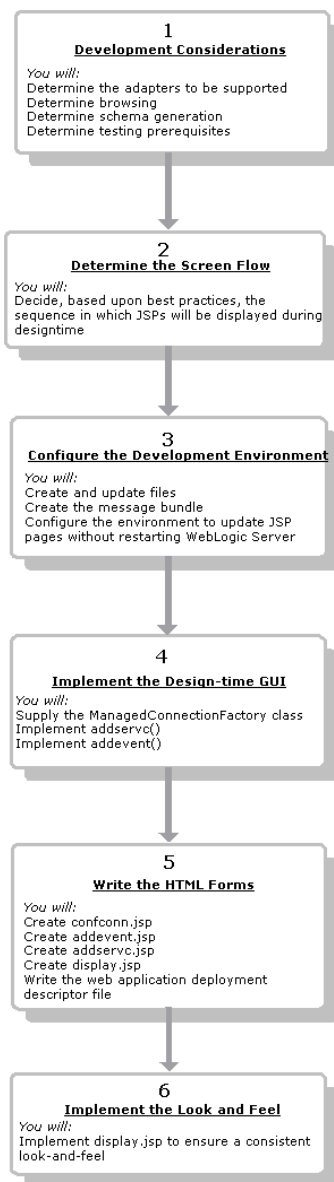 1
Development Considerations
You will:
Determine the adapters to be supported
Determine browsing
Determine schema generation
Determine testing prerequisites
2
Determine the Screen Flow
You will:
Decide, based upon best practices, the
sequence in which JSPs will be displayed during
designtime
3
Configure the Development Environment
You will:
Create and update files
Create the message bundle
Configure the environment to update JSP
pages without restarting WebLogic Server
4
Implement the Design-time GUI
You will:
Supply the ManagedConnectionFactory class
Implement addservc()
Implement addevent()
5
Write the HTML Forms
You will:
Create confconn.jsp
Create addevent.jsp
Create addservc.jsp
Create display.jsp
Write the web application deployment
descriptor file
6
Implement the Look and Feel
You will:
Implement display.jsp to ensure a consistent
look-and-feel